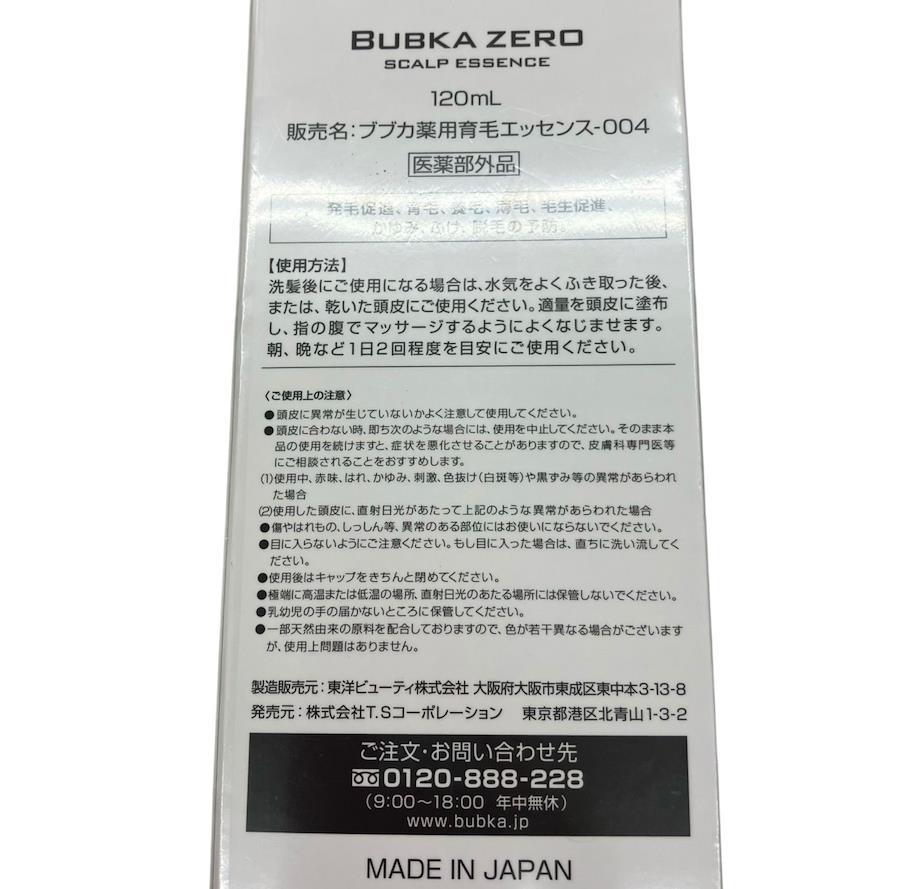 BUBKA ZERO
SCALP ESSENCE
120mL
販売名：ブブカ薬用育毛エッセンス-004
医薬部外品
発毛促進、育毛、養毛、薄毛、毛生促進、
かゆみ、ふけ、脱毛の予防。
【使用方法】
洗髪後にご使用になる場合は、水気をよくふき取った後、
または、乾いた頭皮にご使用ください。適量を頭皮に塗布
し、指の腹でマッサージするようによくなじませます。
朝、晩など1日2回程度を目安にご使用ください。
〈ご使用上の注意〉
●頭皮に異常が生じていないかよく注意して使用してください。
●頭皮に合わない時、即ち次のような場合には、使用を中止してください。そのまま本
品の使用を続けますと、症状を悪化させることがありますので、皮膚科専門医等
にご相談されることをおすすめします。
(1)使用中、赤味、はれ、かゆみ、刺激、色抜け(白斑等)や黒ずみ等の異常があらわれ
た場合
(2)使用した頭皮に、直射日光があたって上記のような異常があらわれた場合
●傷やはれもの、しっしん等、異常のある部位にはお使いにならないでください。
●目に入らないようにご注意ください。もし目に入った場合は、直ちに洗い流してく
ださい。
●使用後はキャップをきちんと閉めてください。
●極端に高温または低温の場所、直射日光のあたる場所には保管しないでください。
●乳幼児の手の届かないところに保管してください。
●一部天然由来の原料を配合しておりますので、色が若干異なる場合がございます
が、使用上問題はありません。
製造販売元：東洋ビューティ株式会社 大阪府大阪市東成区東中本3-13-8
発売元：株式会社T.Sコーポレーション 東京都港区北青山1-3-2
ご注文・お問い合わせ先
0120-888-228
(9:00〜18:00 年中無休)
www.bubka.jp
MADE IN JAPAN